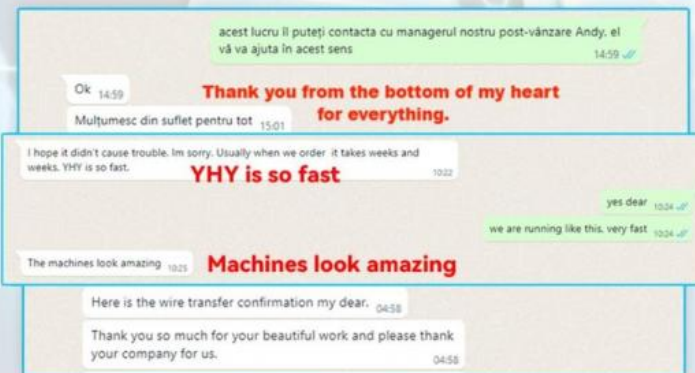 acest lucru îl puteți contacta cu managerul nostru post-vânzare Andy. el
vă va ajuta în acest sens
14:59
Ok 14:59
Thank you from the bottom of my heart
for everything.
Mulțumesc din suflet pentru tot 15:01
I hope it didn't cause trouble. Im sorry. Usually when we order it takes weeks and
weeks. YHY is so fast. 10:22
YHY is so fast
yes dear 10:24
we are running like this. very fast 10:24
The machines look amazing 10:25
Machines look amazing
Here is the wire transfer confirmation my dear. 04:58
Thank you so much for your beautiful work and please thank
your company for us. 04:58